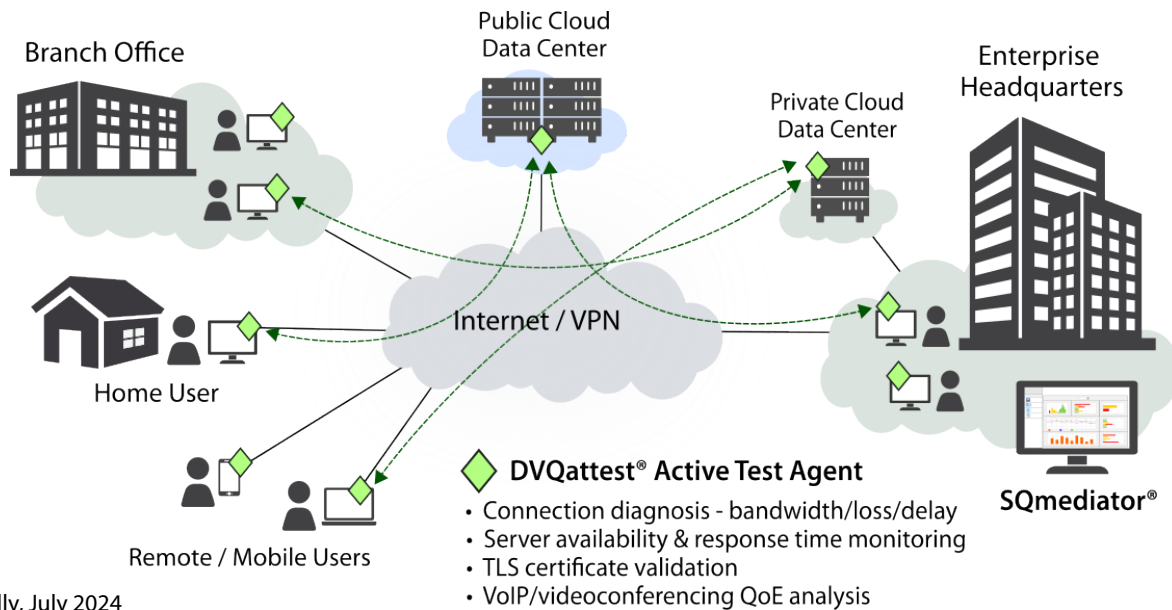 Public Cloud
Data Center
Branch Office
Enterprise
Headquarters
Private Cloud
Data Center
Internet / VPN
Home User
Remote / Mobile Users
DVQattest® Active Test Agent
• Connection diagnosis - bandwidth/loss/delay
• Server availability & response time monitoring
• TLS certificate validation
• VoIP/videoconferencing QoE analysis
SQmediator®
lly, July 2024